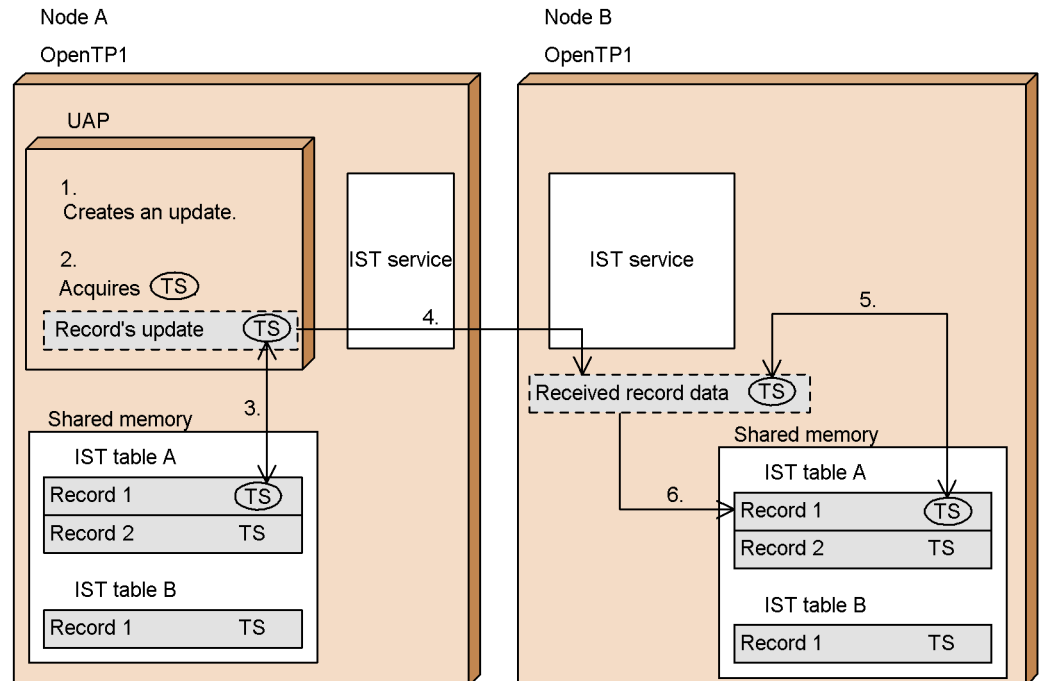 Node A
OpenTP1
UAP
1.
Creates an update.
2.
Acquires TS
Record's update TS
IST service
4.
3.
Shared memory
IST table A
Record 1 TS
Record 2 TS
IST table B
Record 1 TS
Node B
OpenTP1
IST service
5.
Received record data TS
6.
Shared memory
IST table A
Record 1 TS
Record 2 TS
IST table B
Record 1 TS